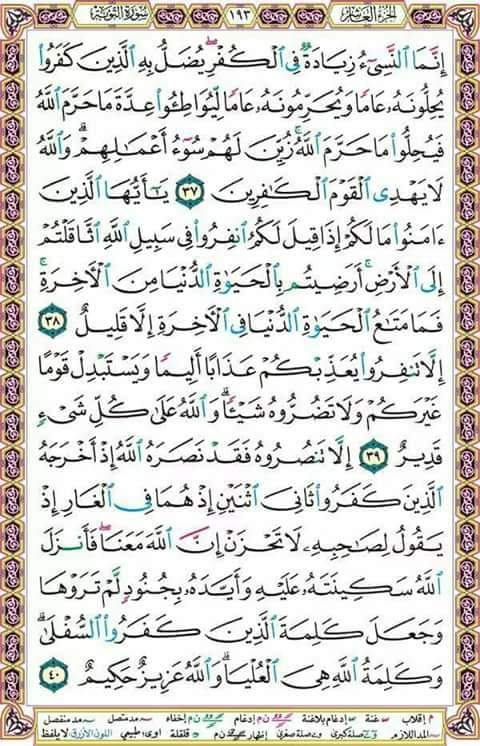 الجزء العاشر ١٩٣ سورة التوبة
إِنَّمَا ٱلنَّسِىٓءُ زِيَادَةٌ فِى ٱلْكُفْرِ ۖ يُضَلُّ بِهِ ٱلَّذِينَ كَفَرُوا۟
يُحِلُّونَهُۥ عَامًا وَيُحَرِّمُونَهُۥ عَامًا لِّيُوَاطِـُٔوا۟ عِدَّةَ مَا حَرَّمَ ٱللَّهُ
فَيُحِلُّوا۟ مَا حَرَّمَ ٱللَّهُ ۚ زُيِّنَ لَهُمْ سُوٓءُ أَعْمَـٰلِهِمْ ۗ وَٱللَّهُ
لَا يَهْدِى ٱلْقَوْمَ ٱلْكَـٰفِرِينَ ٣٧ يَـٰٓأَيُّهَا ٱلَّذِينَ
ءَامَنُوا۟ مَا لَكُمْ إِذَا قِيلَ لَكُمُ ٱنفِرُوا۟ فِى سَبِيلِ ٱللَّهِ ٱثَّاقَلْتُمْ
إِلَى ٱلْأَرْضِ ۚ أَرَضِيتُم بِٱلْحَيَوٰةِ ٱلدُّنْيَا مِنَ ٱلْـَٔاخِرَةِ ۚ
فَمَا مَتَـٰعُ ٱلْحَيَوٰةِ ٱلدُّنْيَا فِى ٱلْـَٔاخِرَةِ إِلَّا قَلِيلٌ ٣٨
إِلَّا تَنفِرُوا۟ يُعَذِّبْكُمْ عَذَابًا أَلِيمًا وَيَسْتَبْدِلْ قَوْمًا
غَيْرَكُمْ وَلَا تَضُرُّوهُ شَيْـًٔا ۗ وَٱللَّهُ عَلَىٰ كُلِّ شَىْءٍ
قَدِيرٌ ٣٩ إِلَّا تَنصُرُوهُ فَقَدْ نَصَرَهُ ٱللَّهُ إِذْ أَخْرَجَهُ
ٱلَّذِينَ كَفَرُوا۟ ثَانِىَ ٱثْنَيْنِ إِذْ هُمَا فِى ٱلْغَارِ إِذْ
يَقُولُ لِصَـٰحِبِهِۦ لَا تَحْزَنْ إِنَّ ٱللَّهَ مَعَنَا ۖ فَأَنزَلَ
ٱللَّهُ سَكِينَتَهُۥ عَلَيْهِ وَأَيَّدَهُۥ بِجُنُودٍ لَّمْ تَرَوْهَا
وَجَعَلَ كَلِمَةَ ٱلَّذِينَ كَفَرُوا۟ ٱلسُّفْلَىٰ ۗ
وَكَلِمَةُ ٱللَّهِ هِىَ ٱلْعُلْيَا ۗ وَٱللَّهُ عَزِيزٌ حَكِيمٌ ٤٠
م إقلاب غنة إدغام بلاغنة ن م إدغام ن م إخفاء مد متصل مد منفصل
المد اللازم صلة كبرى صلة صغرى إظهار ن م قلقلة اوى: طبيعي اللون الأزرق لا يلفظ